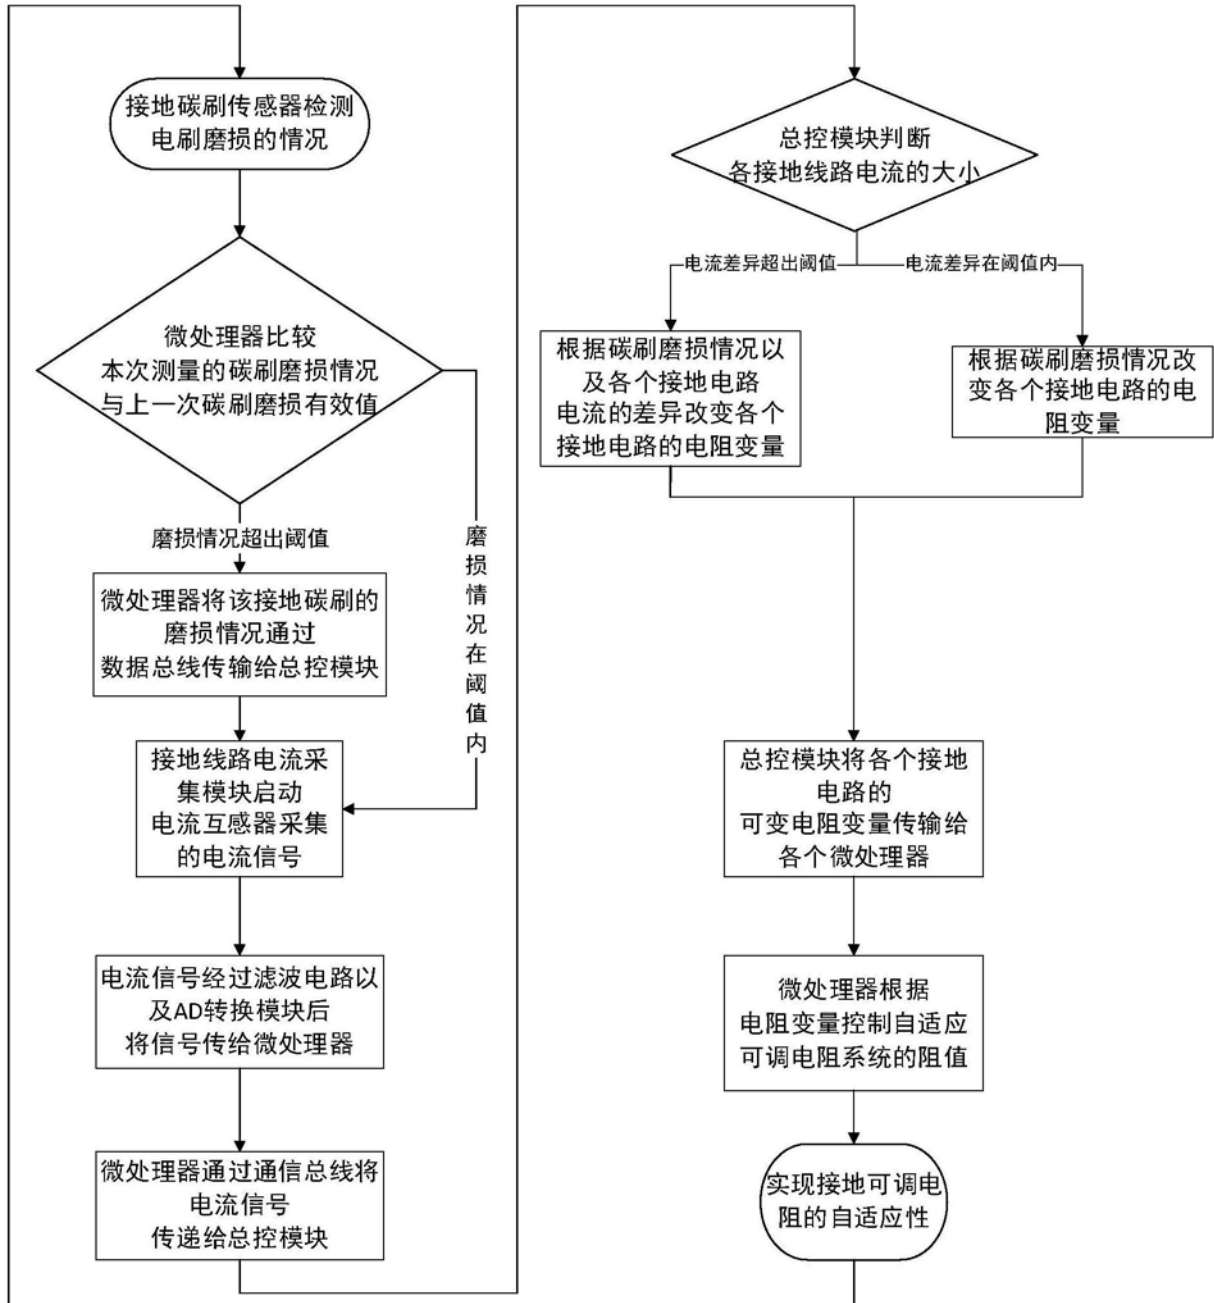 接地碳刷传感器检测
电刷磨损的情况
微处理器比较
本次测量的碳刷磨损情况
与上一次碳刷磨损有效值
磨损情况超出阈值
磨损情况在阈值内
微处理器将该接地碳刷的
磨损情况通过
数据总线传输给总控模块
接地线路电流采
集模块启动
电流互感器采集
的电流信号
电流信号经过滤波电路以
及AD转换模块后
将信号传给微处理器
微处理器通过通信总线将
电流信号
传递给总控模块
总控模块判断
各接地线路电流的大小
电流差异超出阈值
电流差异在阈值内
根据碳刷磨损情况以
及各个接地电路
电流的差异改变各个
接地电路的电阻变量
根据碳刷磨损情况改
变各个接地电路的电
阻变量
总控模块将各个接地
电路的
可变电阻变量传输给
各个微处理器
微处理器根据
电阻变量控制自适应
可调电阻系统的阻值
实现接地可调电
阻的自适应性